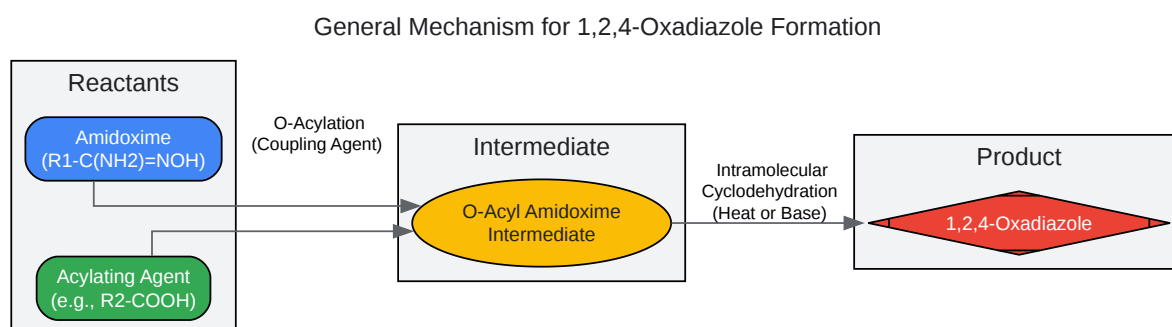 General Mechanism for 1,2,4-Oxadiazole Formation
Reactants
Amidoxime
(R1-C(NH2)=NOH)
Acylating Agent
(e.g., R2-COOH)
O-Acylation
(Coupling Agent)
Intermediate
O-Acyl Amidoxime
Intermediate
Intramolecular
Cyclodehydration
(Heat or Base)
Product
1,2,4-Oxadiazole